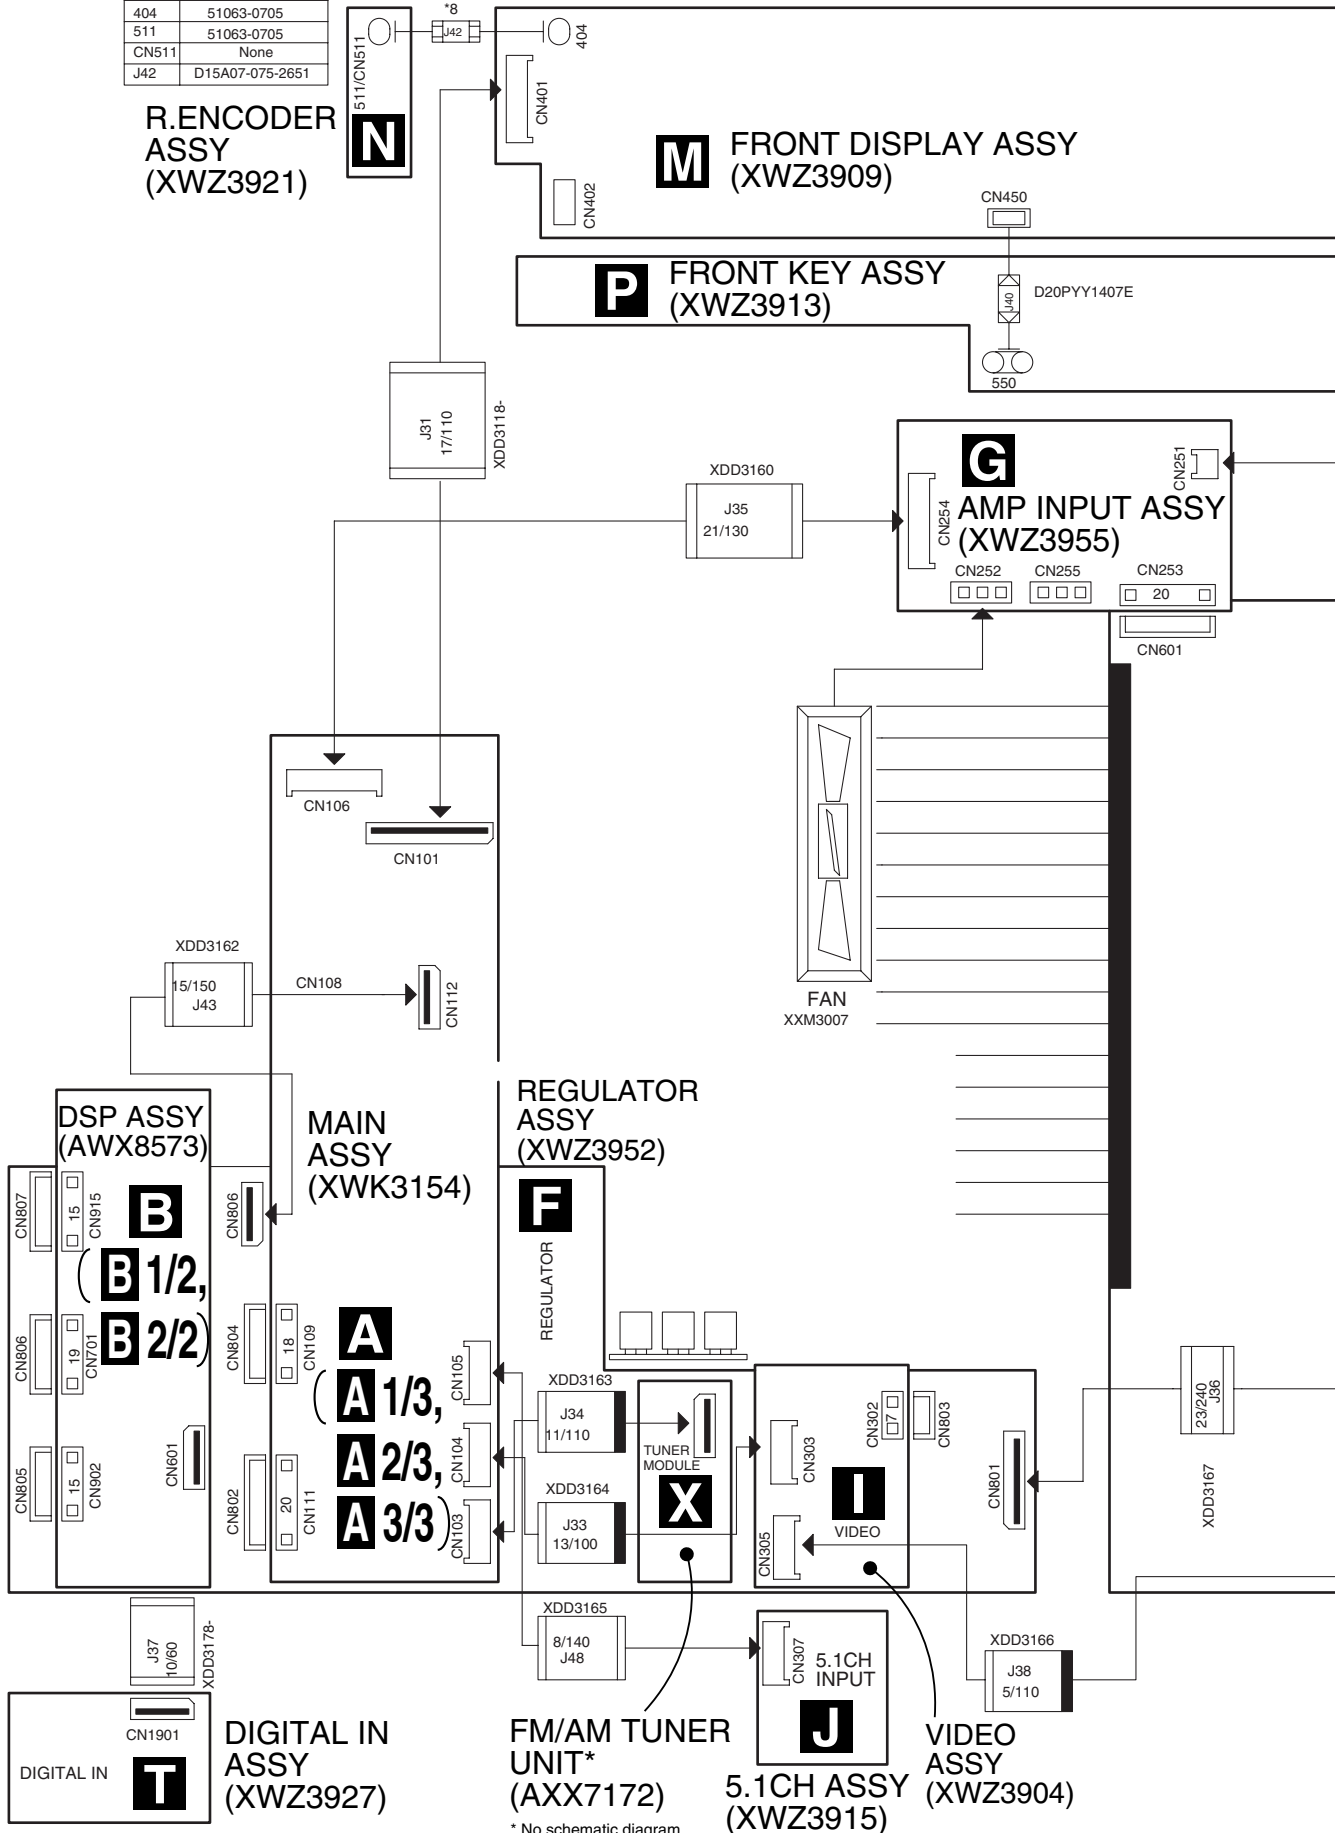 404 51063-0705
511 51063-0705
CN511 None
J42 D15A07-075-2651
*8
J42
404
511/CN511
N
R.ENCODER
ASSY
(XWZ3921)
CN401
CN402
M
FRONT DISPLAY ASSY
(XWZ3909)
CN450
P
FRONT KEY ASSY
(XWZ3913)
J40
D20PYY1407E
550
J31
17/110
XDD3118-
XDD3160
J35
21/130
G
CN251
CN254
AMP INPUT ASSY
(XWZ3955)
CN252
CN255
CN253
20
CN601
CN106
CN101
FAN
XXM3007
XDD3162
15/150
J43
CN108
CN112
DSP ASSY
(AWX8573)
MAIN
ASSY
(XWK3154)
REGULATOR
ASSY
(XWZ3952)
F
REGULATOR
CN807
15
CN915
B
(B 1/2,
B 2/2)
CN806
CN806
19
CN701
CN805
15
CN902
CN601
CN804
18
CN109
CN802
20
CN111
A
(A 1/3,
A 2/3,
A 3/3)
CN105
CN104
CN103
XDD3163
J34
11/110
XDD3164
J33
13/100
TUNER
MODULE
X
CN303
CN305
CN302
7
CN803
I
VIDEO
CN801
23/240
J36
XDD3167
XDD3165
8/140
J48
CN307
5.1CH
INPUT
J
XDD3166
J38
5/110
J37
10/60
XDD3178-
CN1901
DIGITAL IN
T
DIGITAL IN
ASSY
(XWZ3927)
FM/AM TUNER
UNIT*
(AXX7172)
* No schematic diagram
5.1CH ASSY
(XWZ3915)
VIDEO
ASSY
(XWZ3904)